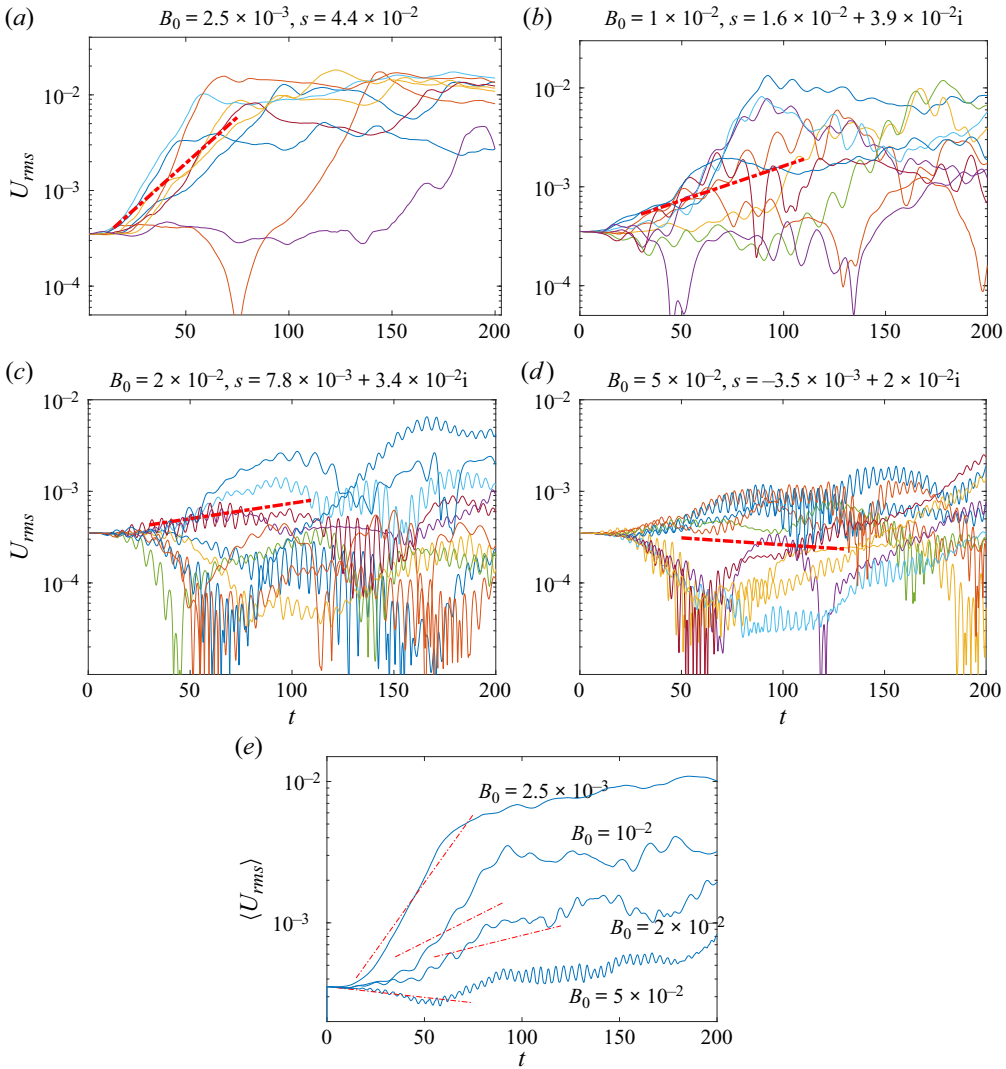 (a) B₀ = 2.5 × 10⁻³, s = 4.4 × 10⁻²
(b) B₀ = 1 × 10⁻², s = 1.6 × 10⁻² + 3.9 × 10⁻²i
10⁻²
10⁻³
10⁻⁴
U_rms
50 100 150 200
10⁻²
10⁻³
10⁻⁴
0 50 100 150 200
(c) B₀ = 2 × 10⁻², s = 7.8 × 10⁻³ + 3.4 × 10⁻²i
(d) B₀ = 5 × 10⁻², s = –3.5 × 10⁻³ + 2 × 10⁻²i
10⁻²
10⁻³
10⁻⁴
U_rms
0 50 100 150 200
t
10⁻²
10⁻³
10⁻⁴
0 50 100 150 200
t
(e)
10⁻²
10⁻³
⟨U_rms⟩
B₀ = 2.5 × 10⁻³
B₀ = 10⁻²
B₀ = 2 × 10⁻²
B₀ = 5 × 10⁻²
0 50 100 150 200
t